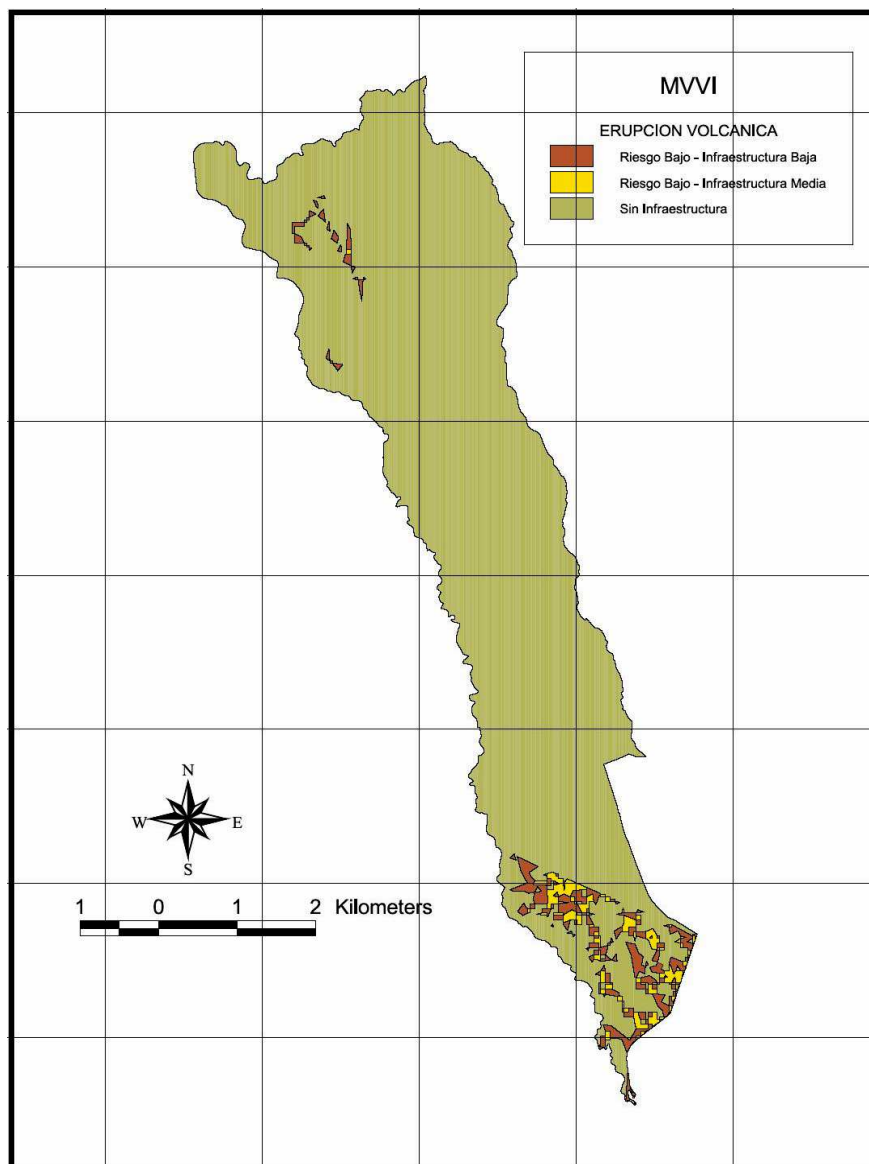 MVVI
ERUPCION VOLCANICA
Riesgo Bajo - Infraestructura Baja
Riesgo Bajo - Infraestructura Media
Sin Infraestructura
N
W E
S
1 0 1 2 Kilometers